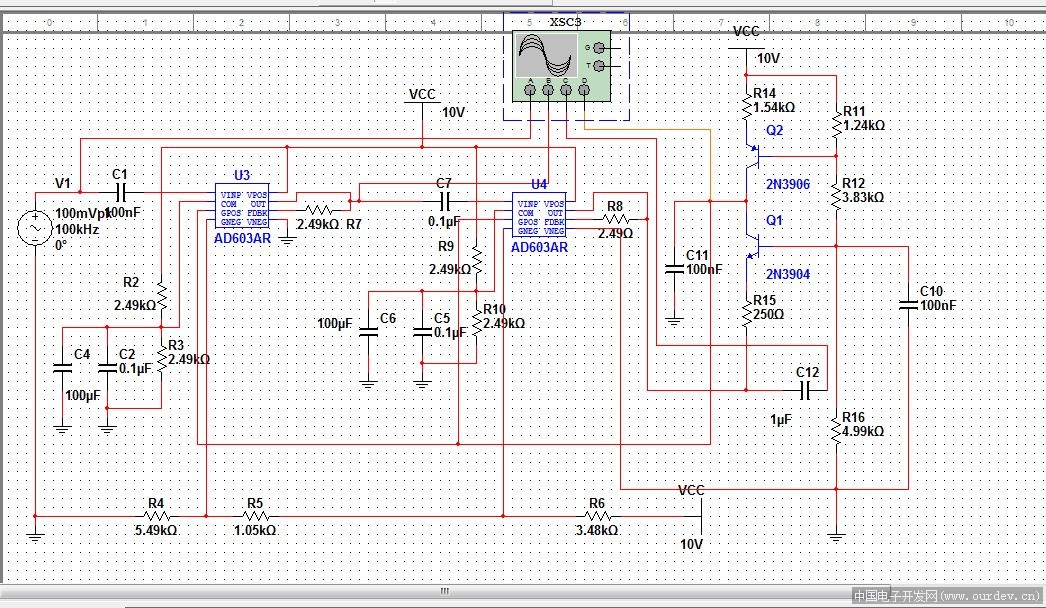 0 1 2 3 4 5 6 7 8 9 10
XSC3
G
T
A B C D
VCC
10V
R14
1.54kΩ
R11
1.24kΩ
Q2
2N3906
R12
3.83kΩ
VCC
10V
V1
100mVpk
100kHz
0°
C1
100nF
U3
VINP VPOS
COM OUT
GPOS FDBK
GNEG VNEG
AD603AR
2.49kΩ R7
C7
0.1µF
U4
VINP VPOS
COM OUT
GPOS FDBK
GNEG VNEG
AD603AR
R8
2.49Ω
Q1
2N3904
C11
100nF
R9
2.49kΩ
R2
2.49kΩ
R15
250Ω
C10
100nF
100µF C6
C5
0.1µF
R10
2.49kΩ
C4
100µF
C2
0.1µF
R3
2.49kΩ
C12
1µF
R16
4.99kΩ
R4
5.49kΩ
R5
1.05kΩ
R6
3.48kΩ
VCC
10V
中国电子开发网(www.ourdev.cn)